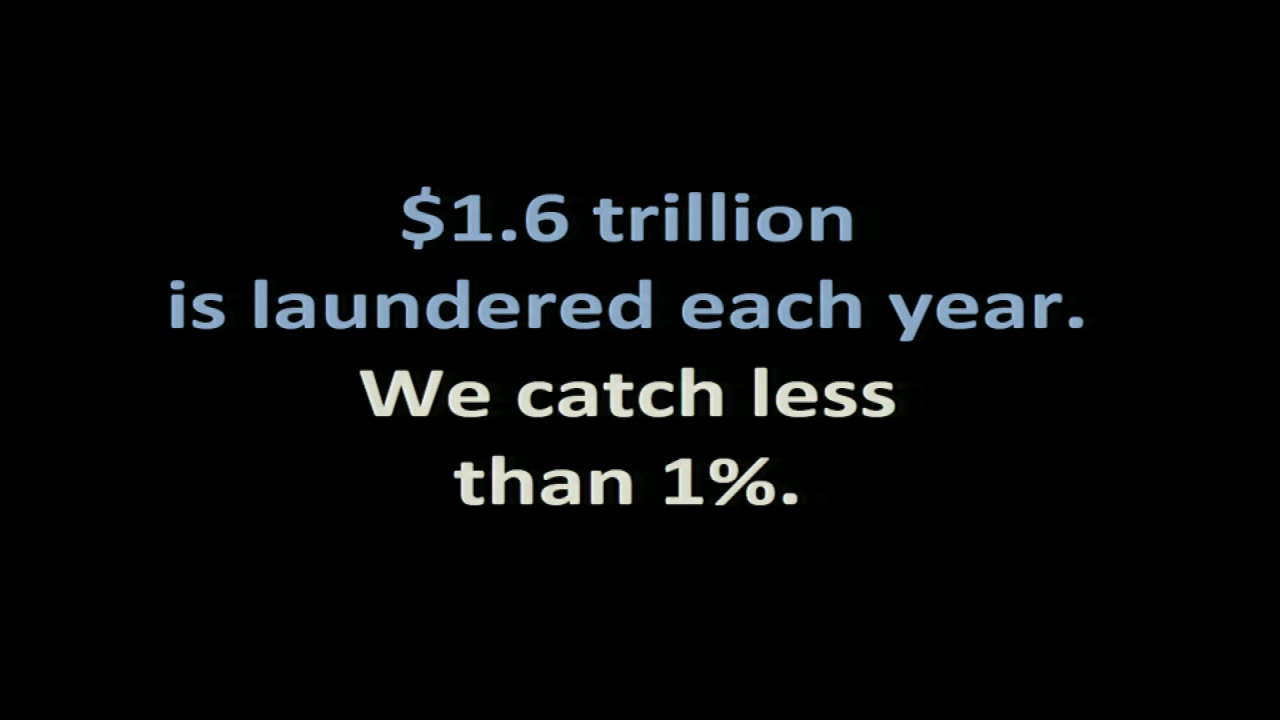 $1.6 trillion
is laundered each year.
We catch less
than 1%.